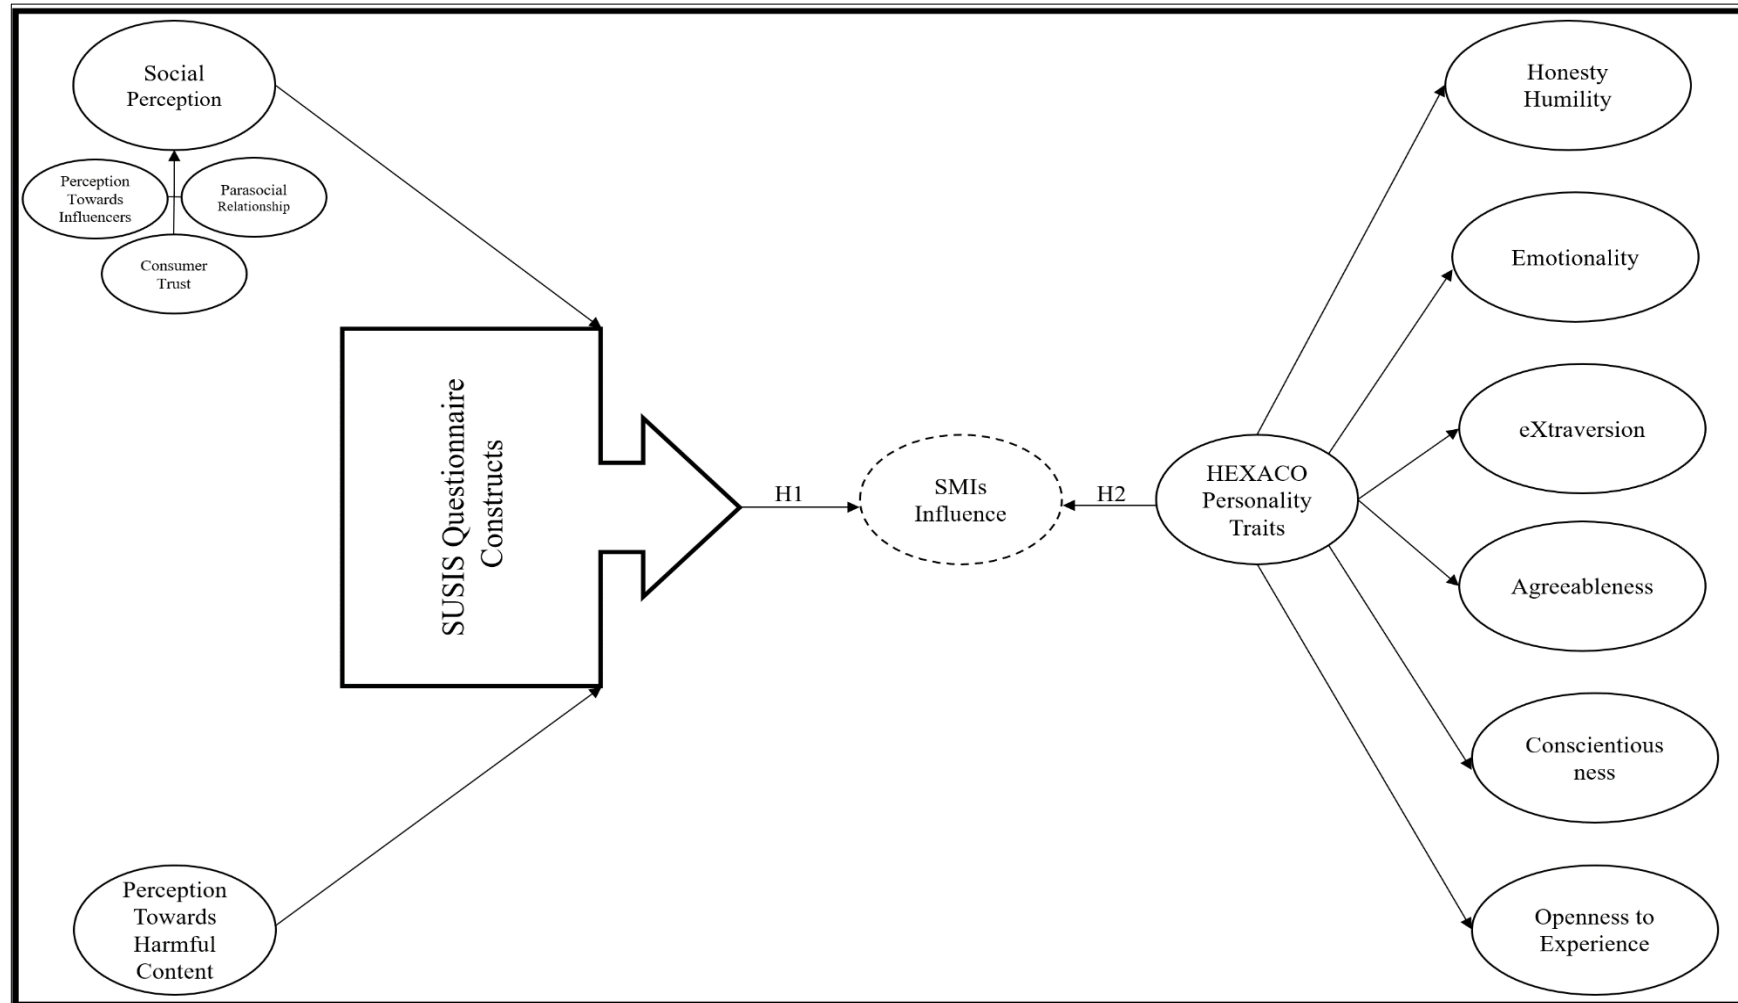 Social
Perception
Perception
Towards
Influencers
Parasocial
Relationship
Consumer
Trust
SUSIS Questionnaire
Constructs
Perception
Towards
Harmful
Content
H1
SMIs
Influence
H2
HEXACO
Personality
Traits
Honesty
Humility
Emotionality
eXtraversion
Agreeableness
Conscientious
ness
Openness to
Experience